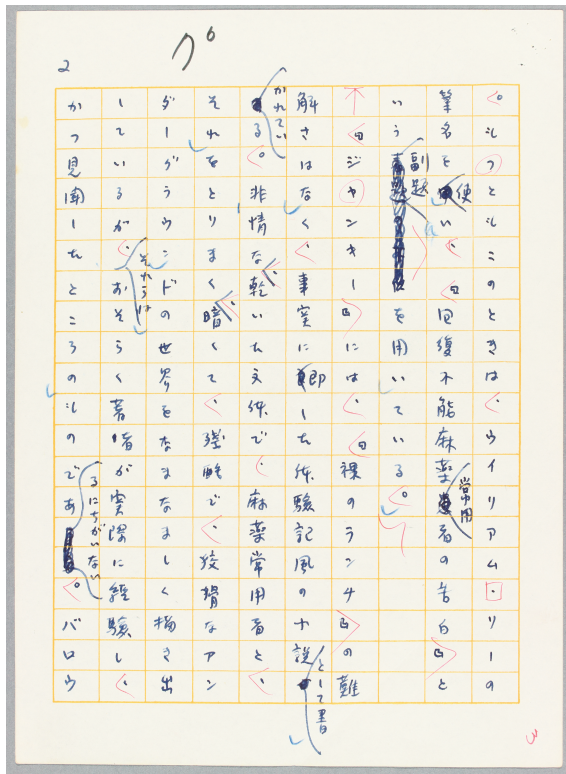 6
2
。もっともこのときは、ウイリアム・リーの
筆名を使い、『回復不能麻薬常用者の告白』と
いう副題を用いている。
『ジャンキー』には、『裸のランチ』の難
解さはなく、事実に即した体験記風の小説として書
かれている。非情な、乾いた文体で、麻薬常用者と、
それをとりまく、暗くて、残酷で、狡猾なアン
ダーグラウンドの世界をなまなましく描き出
しているが、それらはおそらく著者が実際に経験し、
かつ見聞したところのものであるにちがいない。バロウ
3